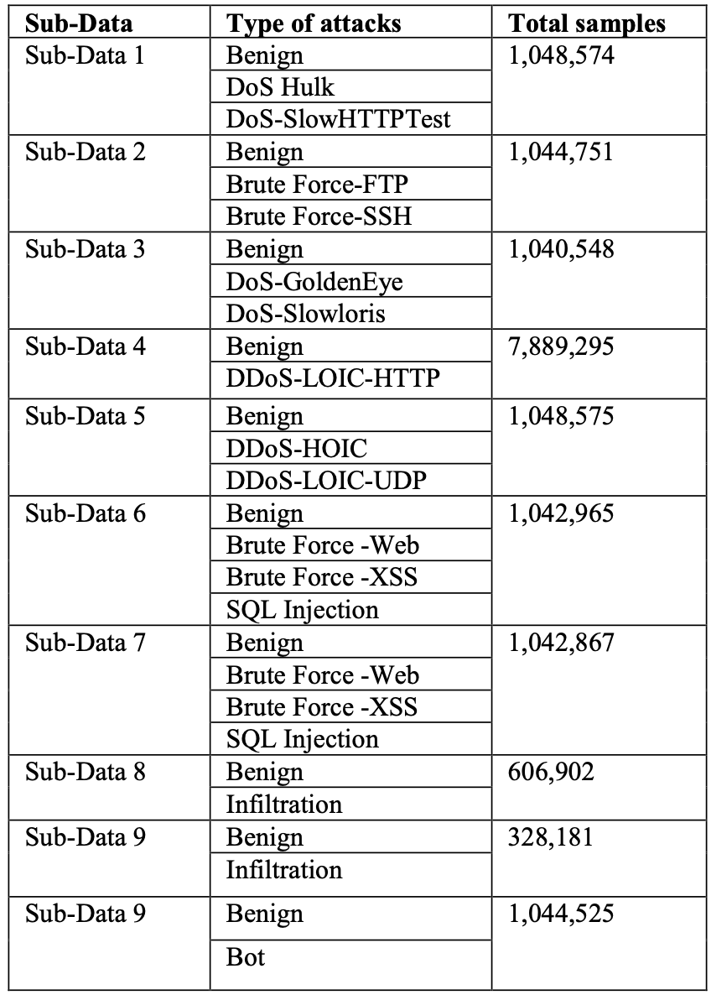 Sub-Data Type of attacks Total samples
Sub-Data 1 Benign 1,048,574
DoS Hulk
DoS-SlowHTTPTest
Sub-Data 2 Benign 1,044,751
Brute Force-FTP
Brute Force-SSH
Sub-Data 3 Benign 1,040,548
DoS-GoldenEye
DoS-Slowloris
Sub-Data 4 Benign 7,889,295
DDoS-LOIC-HTTP
Sub-Data 5 Benign 1,048,575
DDoS-HOIC
DDoS-LOIC-UDP
Sub-Data 6 Benign 1,042,965
Brute Force -Web
Brute Force -XSS
SQL Injection
Sub-Data 7 Benign 1,042,867
Brute Force -Web
Brute Force -XSS
SQL Injection
Sub-Data 8 Benign 606,902
Infiltration
Sub-Data 9 Benign 328,181
Infiltration
Sub-Data 9 Benign 1,044,525
Bot